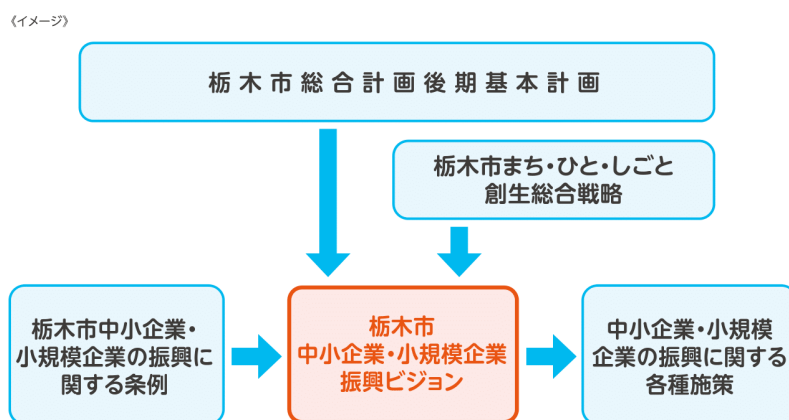 《イメージ》
栃木市総合計画後期基本計画
栃木市まち・ひと・しごと
創生総合戦略
栃木市中小企業・
小規模企業の振興に
関する条例
栃木市
中小企業・小規模企業
振興ビジョン
中小企業・小規模
企業の振興に関する
各種施策